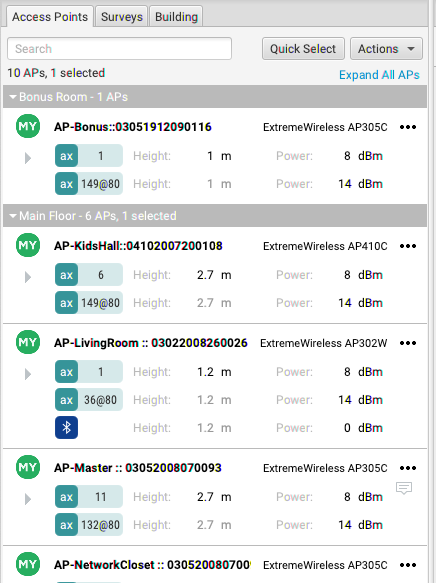 Access Points Surveys Building
Search Quick Select Actions
10 APs, 1 selected Expand All APs
Bonus Room - 1 APs
MY AP-Bonus::03051912090116 ExtremeWireless AP305C
ax 1 Height: 1 m Power: 8 dBm
ax 149@80 Height: 1 m Power: 14 dBm
Main Floor - 6 APs, 1 selected
MY AP-KidsHall::04102007200108 ExtremeWireless AP410C
ax 6 Height: 2.7 m Power: 8 dBm
ax 149@80 Height: 2.7 m Power: 14 dBm
MY AP-LivingRoom :: 03022008260026 ExtremeWireless AP302W
ax 1 Height: 1.2 m Power: 8 dBm
ax 36@80 Height: 1.2 m Power: 14 dBm
Height: 1.2 m Power: 0 dBm
MY AP-Master :: 03052008070093 ExtremeWireless AP305C
ax 11 Height: 2.7 m Power: 8 dBm
ax 132@80 Height: 2.7 m Power: 14 dBm
MY AP-NetworkCloset :: 03052008070 ExtremeWireless AP305C